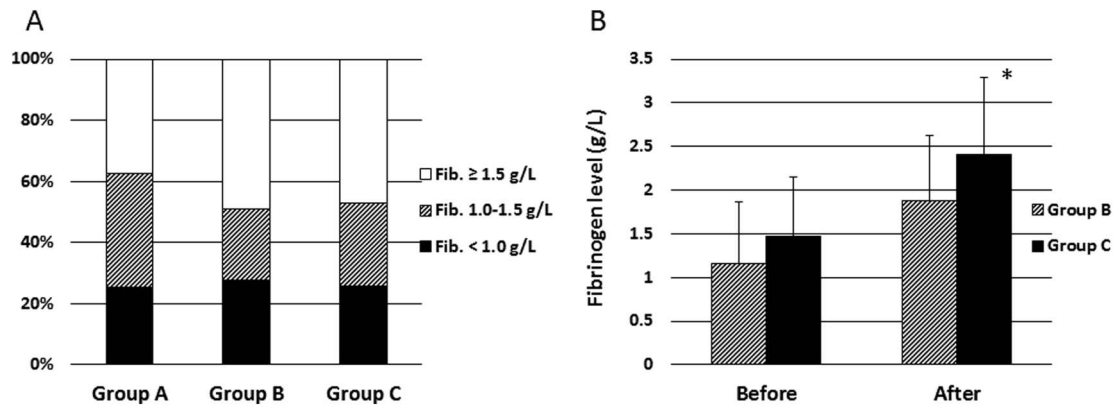 A
100%
80%
60%
40%
20%
0%
Group A
Group B
Group C
Fib. ≥ 1.5 g/L
Fib. 1.0-1.5 g/L
Fib. < 1.0 g/L
B
Fibrinogen level (g/L)
3.5
3
2.5
2
1.5
1
0.5
0
*
Before
After
Group B
Group C